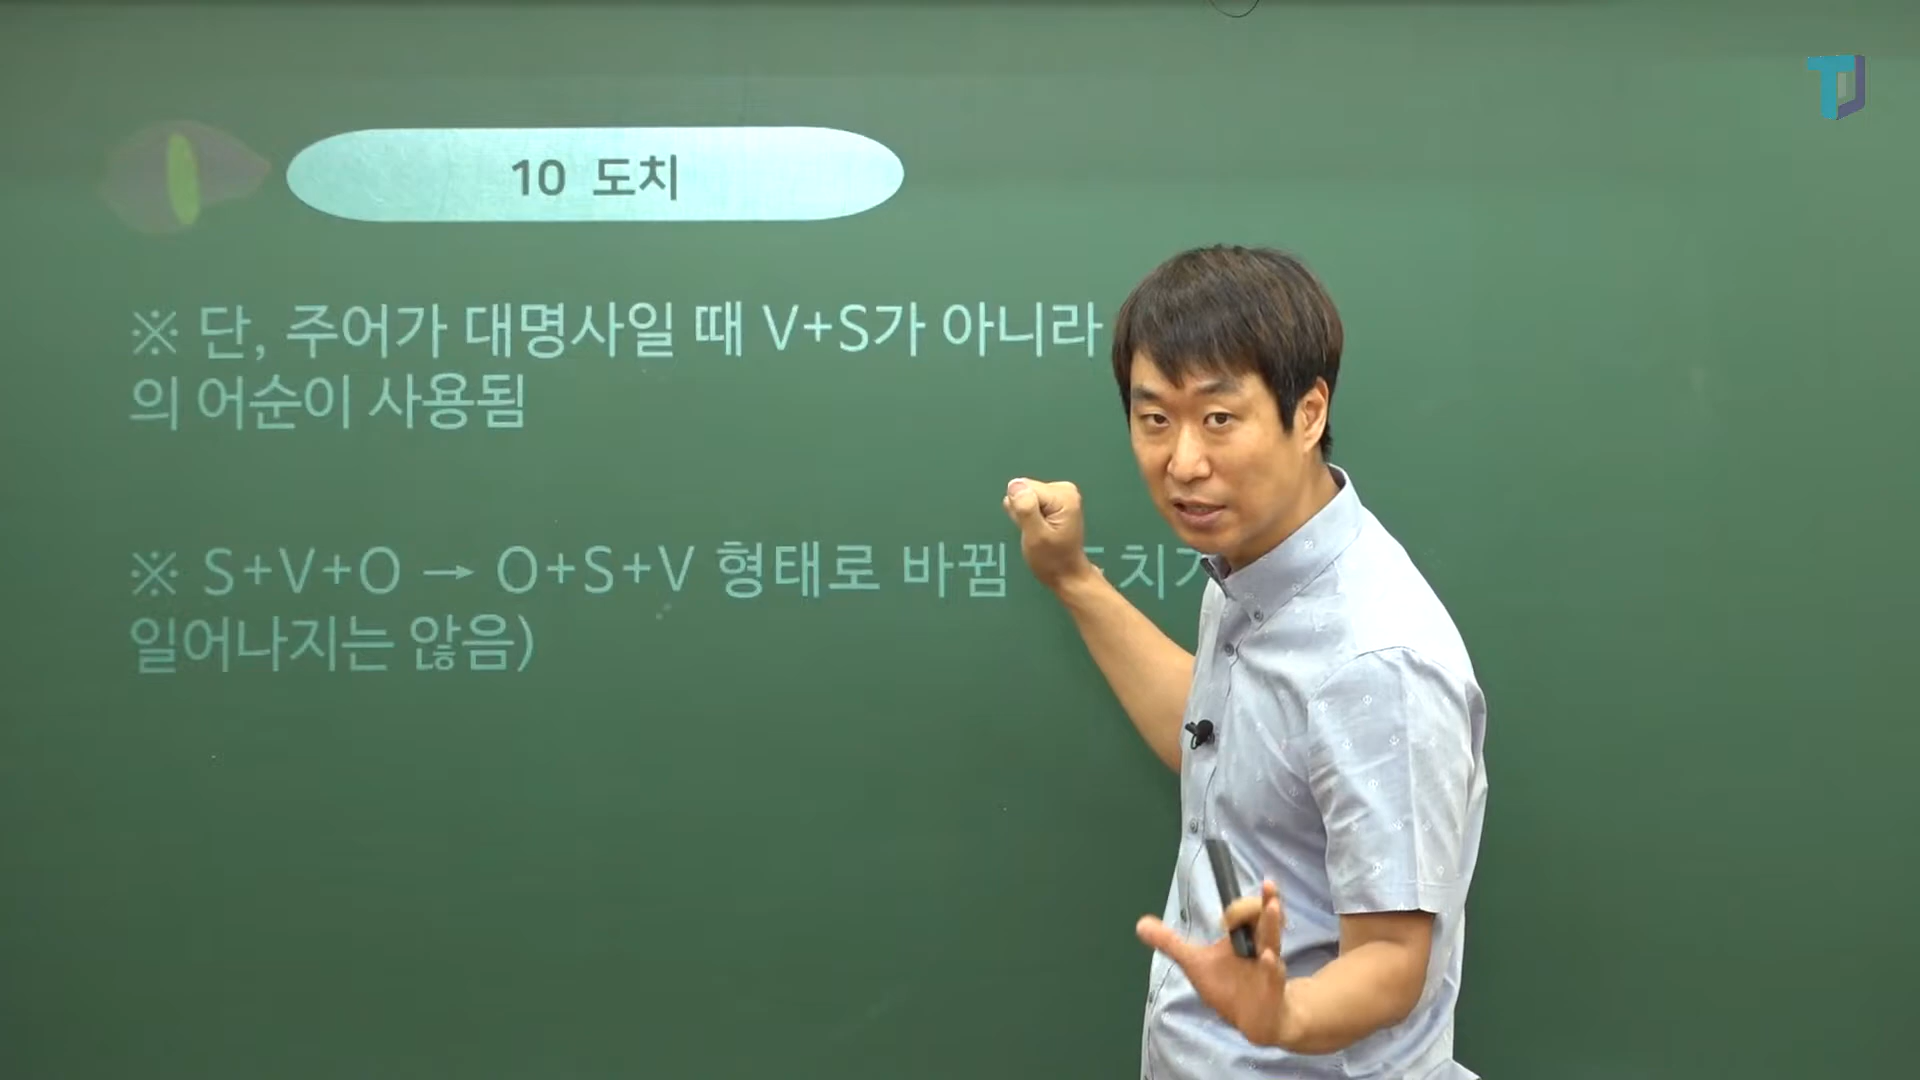 10 도치
※ 단, 주어가 대명사일 때 V+S가 아니라
의 어순이 사용됨
※ S+V+O → O+S+V 형태로 바뀜
일어나지는 않음)